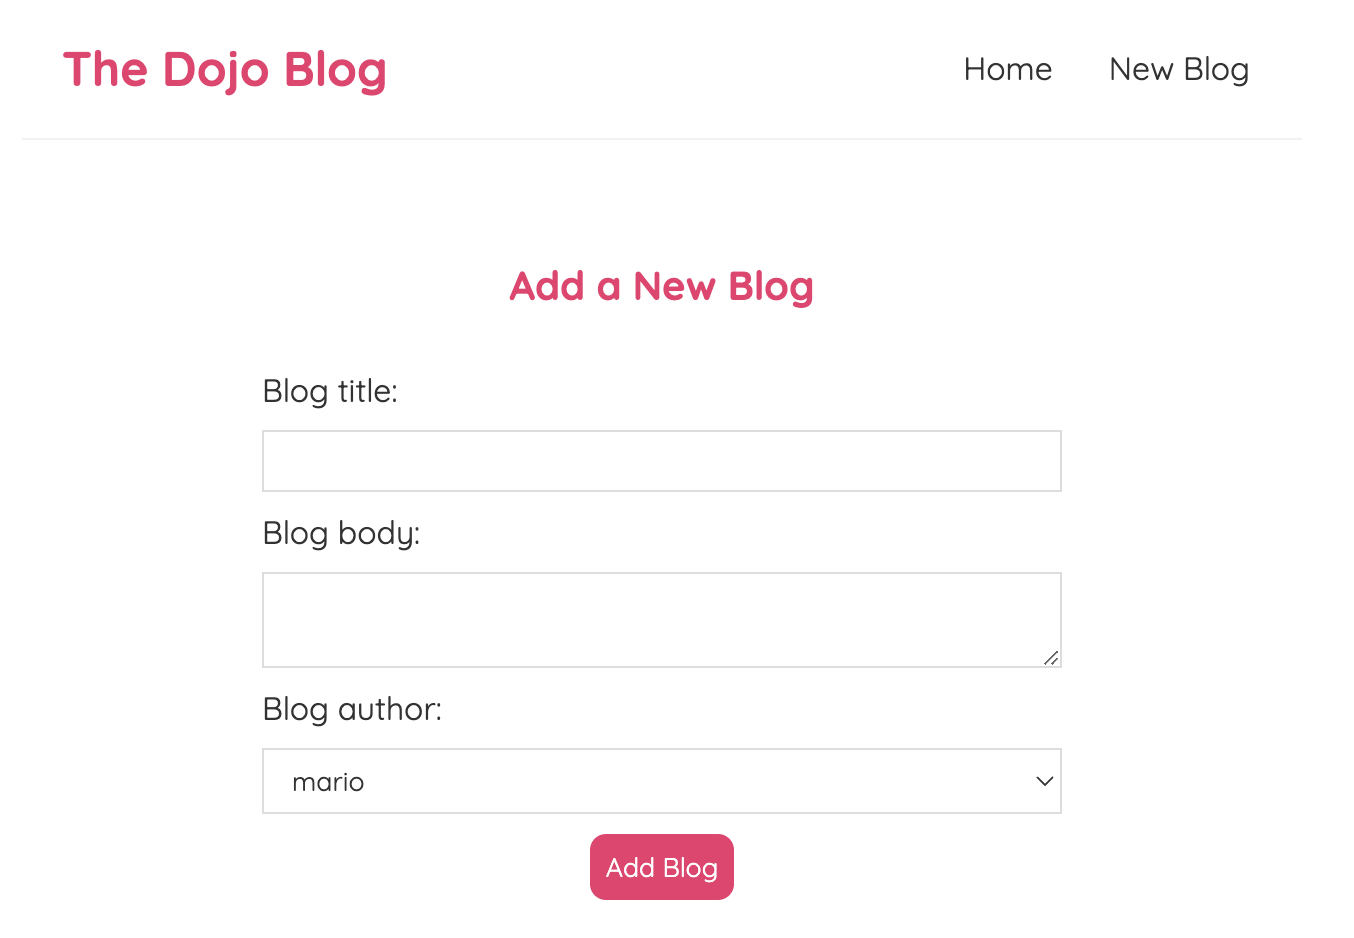 The Dojo Blog
Home New Blog
Add a New Blog
Blog title:
Blog body:
Blog author:
mario
Add Blog